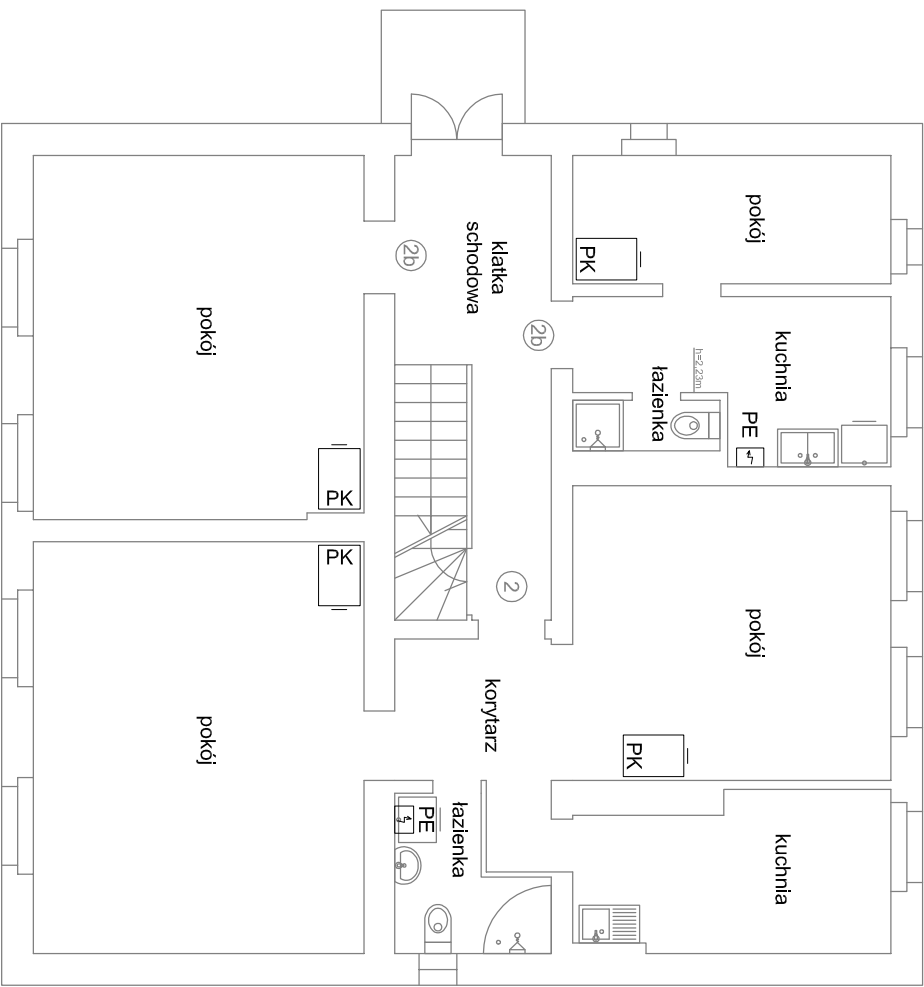 pokój
PK
klatka
schodowa
2b
2b
pokój
kuchnia
h=2,23m
łazienka
PE
PK
PK
2
pokój
korytarz
pokój
PK
PE
łazienka
kuchnia